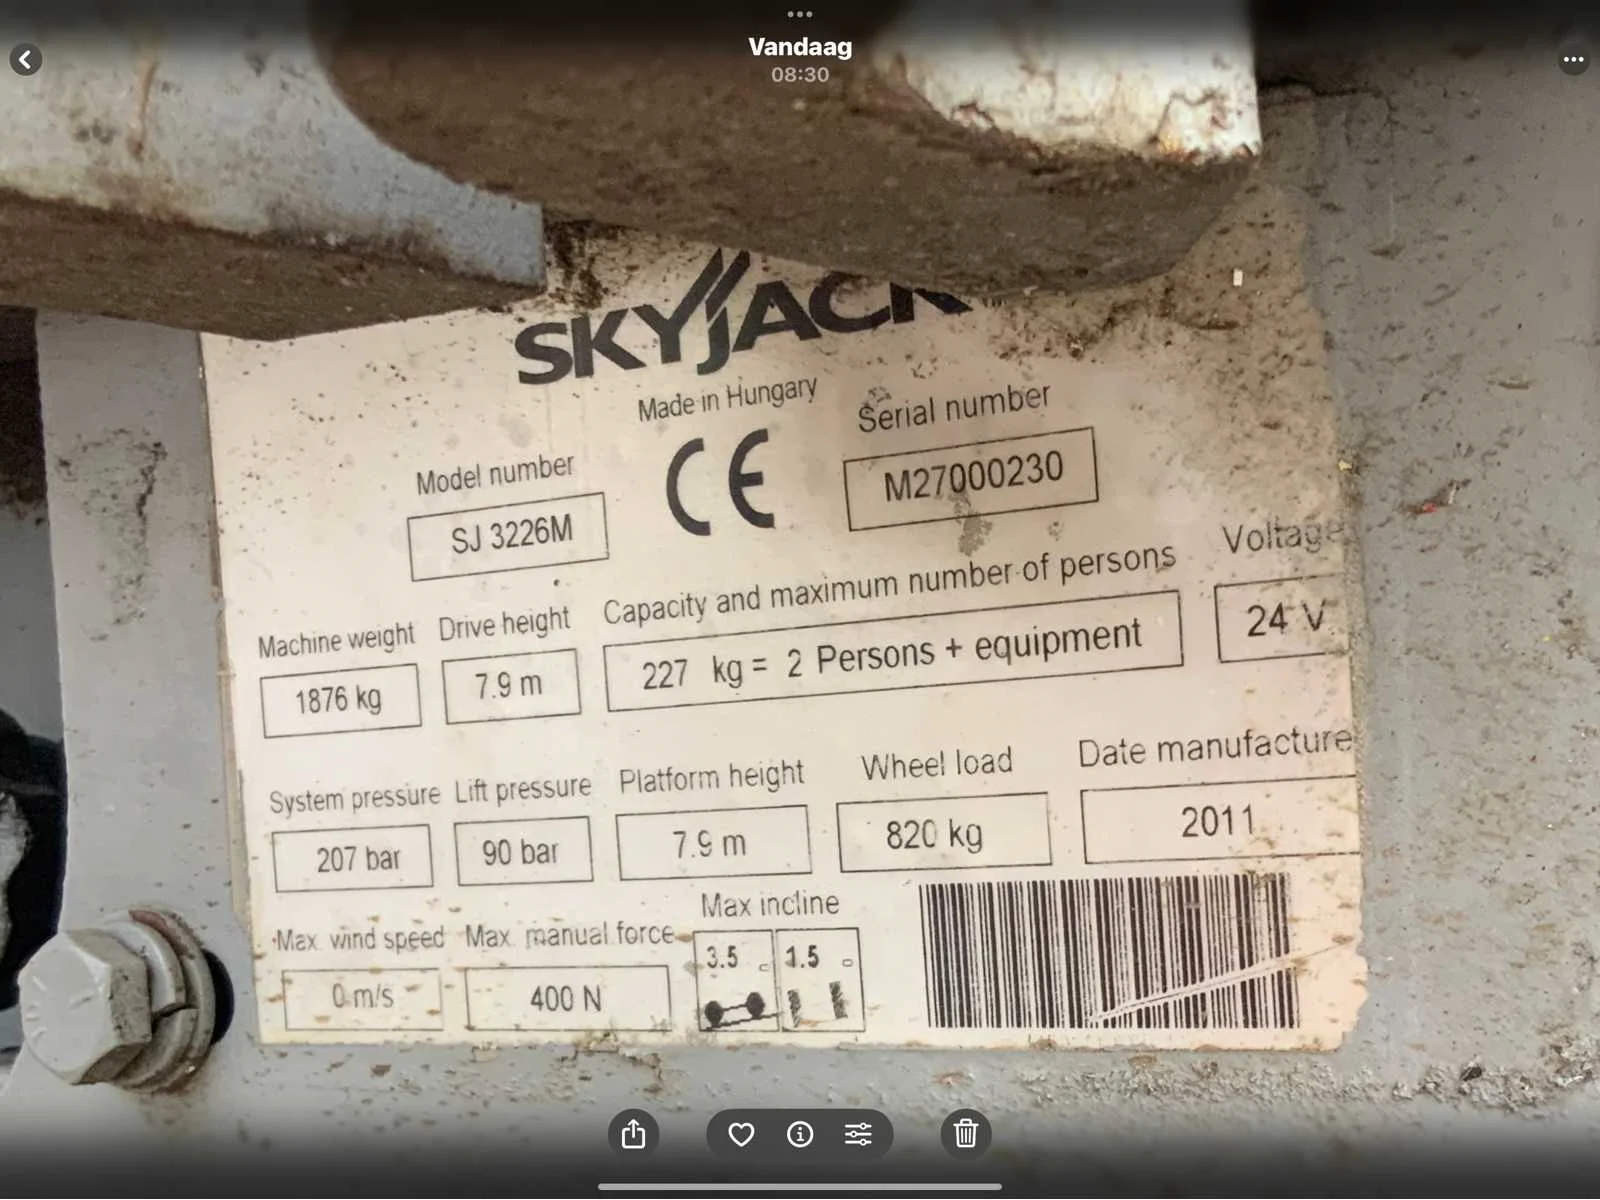 Vandaag
08:30
SKYJACK
Made in Hungary
Model number
Serial number
SJ 3226M
CE
M27000230
Machine weight
Drive height
Capacity and maximum number of persons
Voltage
1876 kg
7.9 m
227 kg = 2 Persons + equipment
24 V
System pressure
Lift pressure
Platform height
Wheel load
Date manufacture
207 bar
90 bar
7.9 m
820 kg
2011
Max wind speed
Max. manual force
Max incline
0 m/s
400 N
3.5
1.5